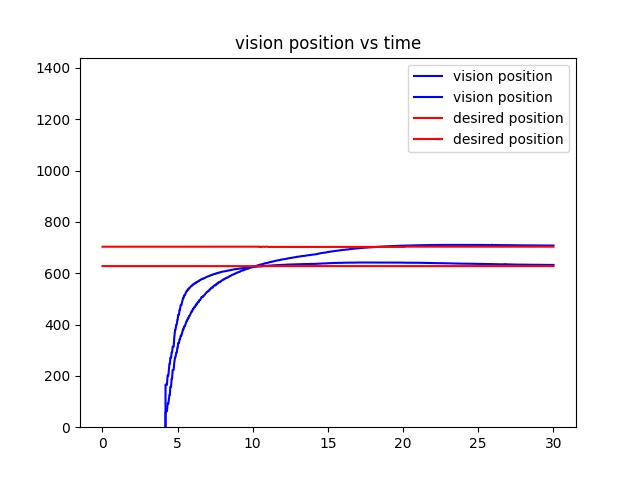 vision position vs time
1400
1200
1000
800
600
400
200
0
vision position
vision position
desired position
desired position
0 5 10 15 20 25 30